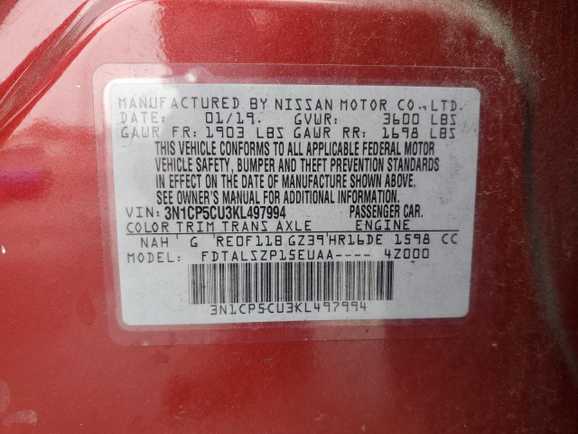 MANUFACTURED BY NISSAN MOTOR CO.,LTD.
DATE: 01/19. GVWR: 3600 LBS
GAWR FR: 1903 LBS GAWR RR: 1698 LBS
THIS VEHICLE CONFORMS TO ALL APPLICABLE FEDERAL MOTOR
VEHICLE SAFETY, BUMPER AND THEFT PREVENTION STANDARDS
IN EFFECT ON THE DATE OF MANUFACTURE SHOWN ABOVE.
SEE OWNER'S MANUAL FOR ADDITIONAL INFORMATION.
VIN: 3N1CP5CU3KL497994 PASSENGER CAR.
COLOR TRIM TRANS AXLE ENGINE
NAH G RE0F11B GZ39 HR16DE 1598 CC
MODEL: FDTALSZP15EUAA---- 4Z000
3N1CP5CU3KL497994